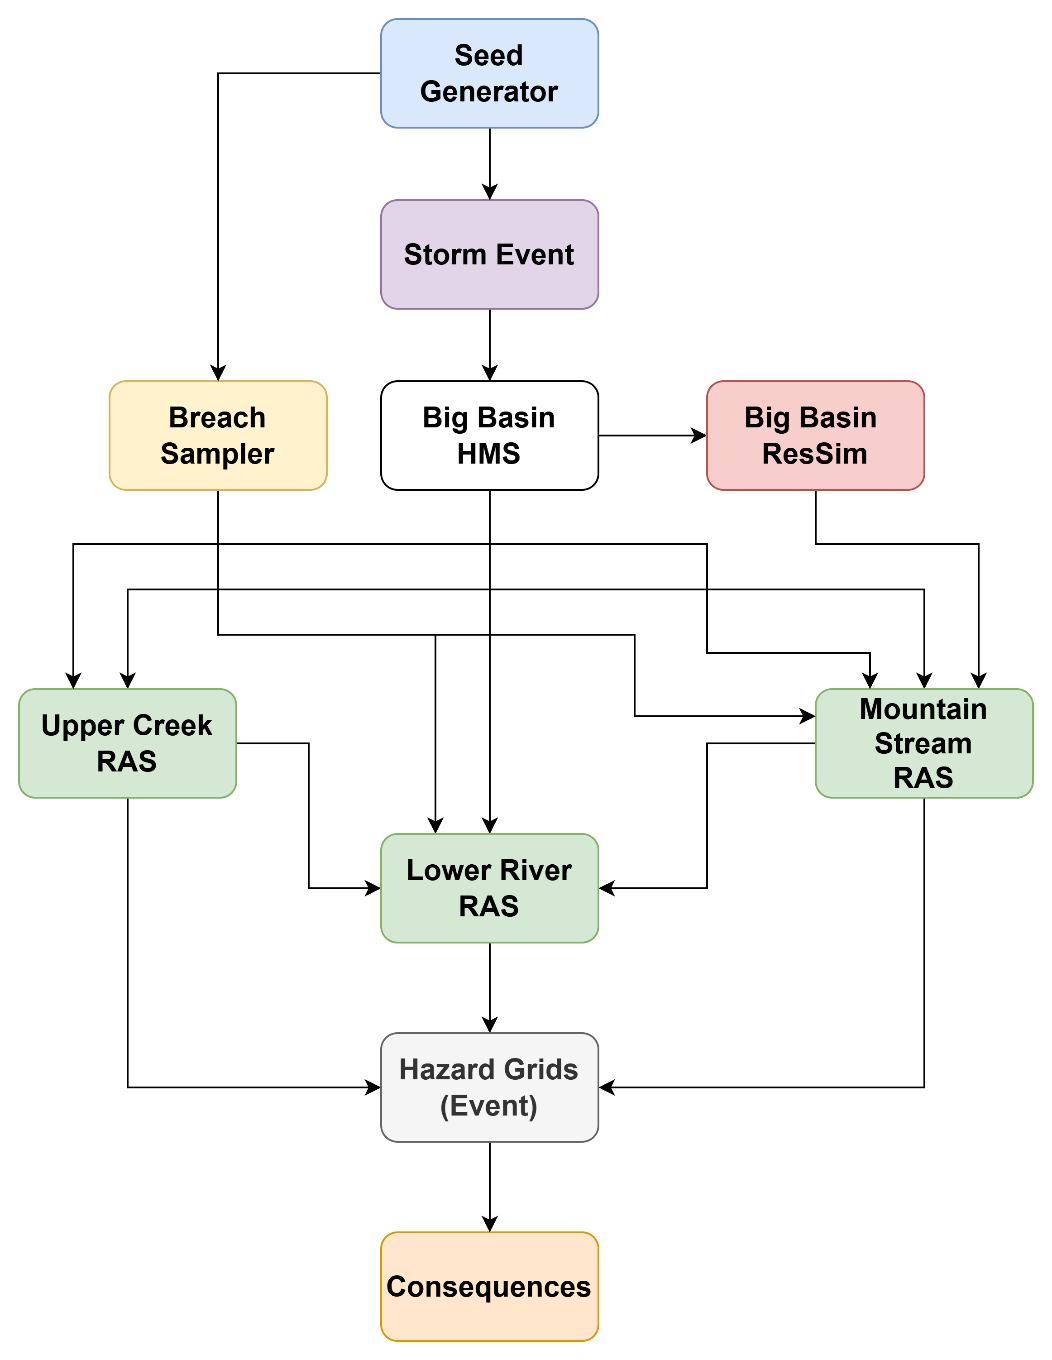 Seed
Generator
Storm Event
Breach
Sampler
Big Basin
HMS
Big Basin
ResSim
Upper Creek
RAS
Mountain
Stream
RAS
Lower River
RAS
Hazard Grids
(Event)
Consequences